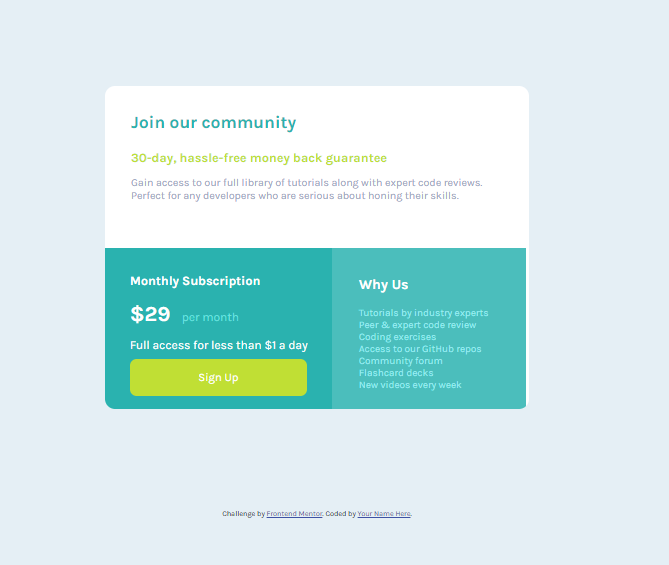 Join our community
30-day, hassle-free money back guarantee
Gain access to our full library of tutorials along with expert code reviews.
Perfect for any developers who are serious about honing their skills.
Monthly Subscription
$29 per month
Full access for less than $1 a day
Sign Up
Why Us
Tutorials by industry experts
Peer & expert code review
Coding exercises
Access to our GitHub repos
Community forum
Flashcard decks
New videos every week
Challenge by Frontend Mentor. Coded by Your Name Here.